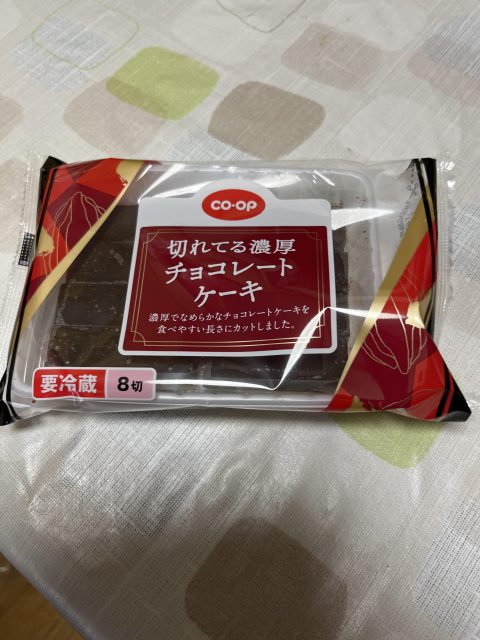 CO·OP
切れてる濃厚
チョコレート
ケーキ
濃厚でなめらかなチョコレートケーキを
食べやすい長さにカットしました。
要冷蔵 8切